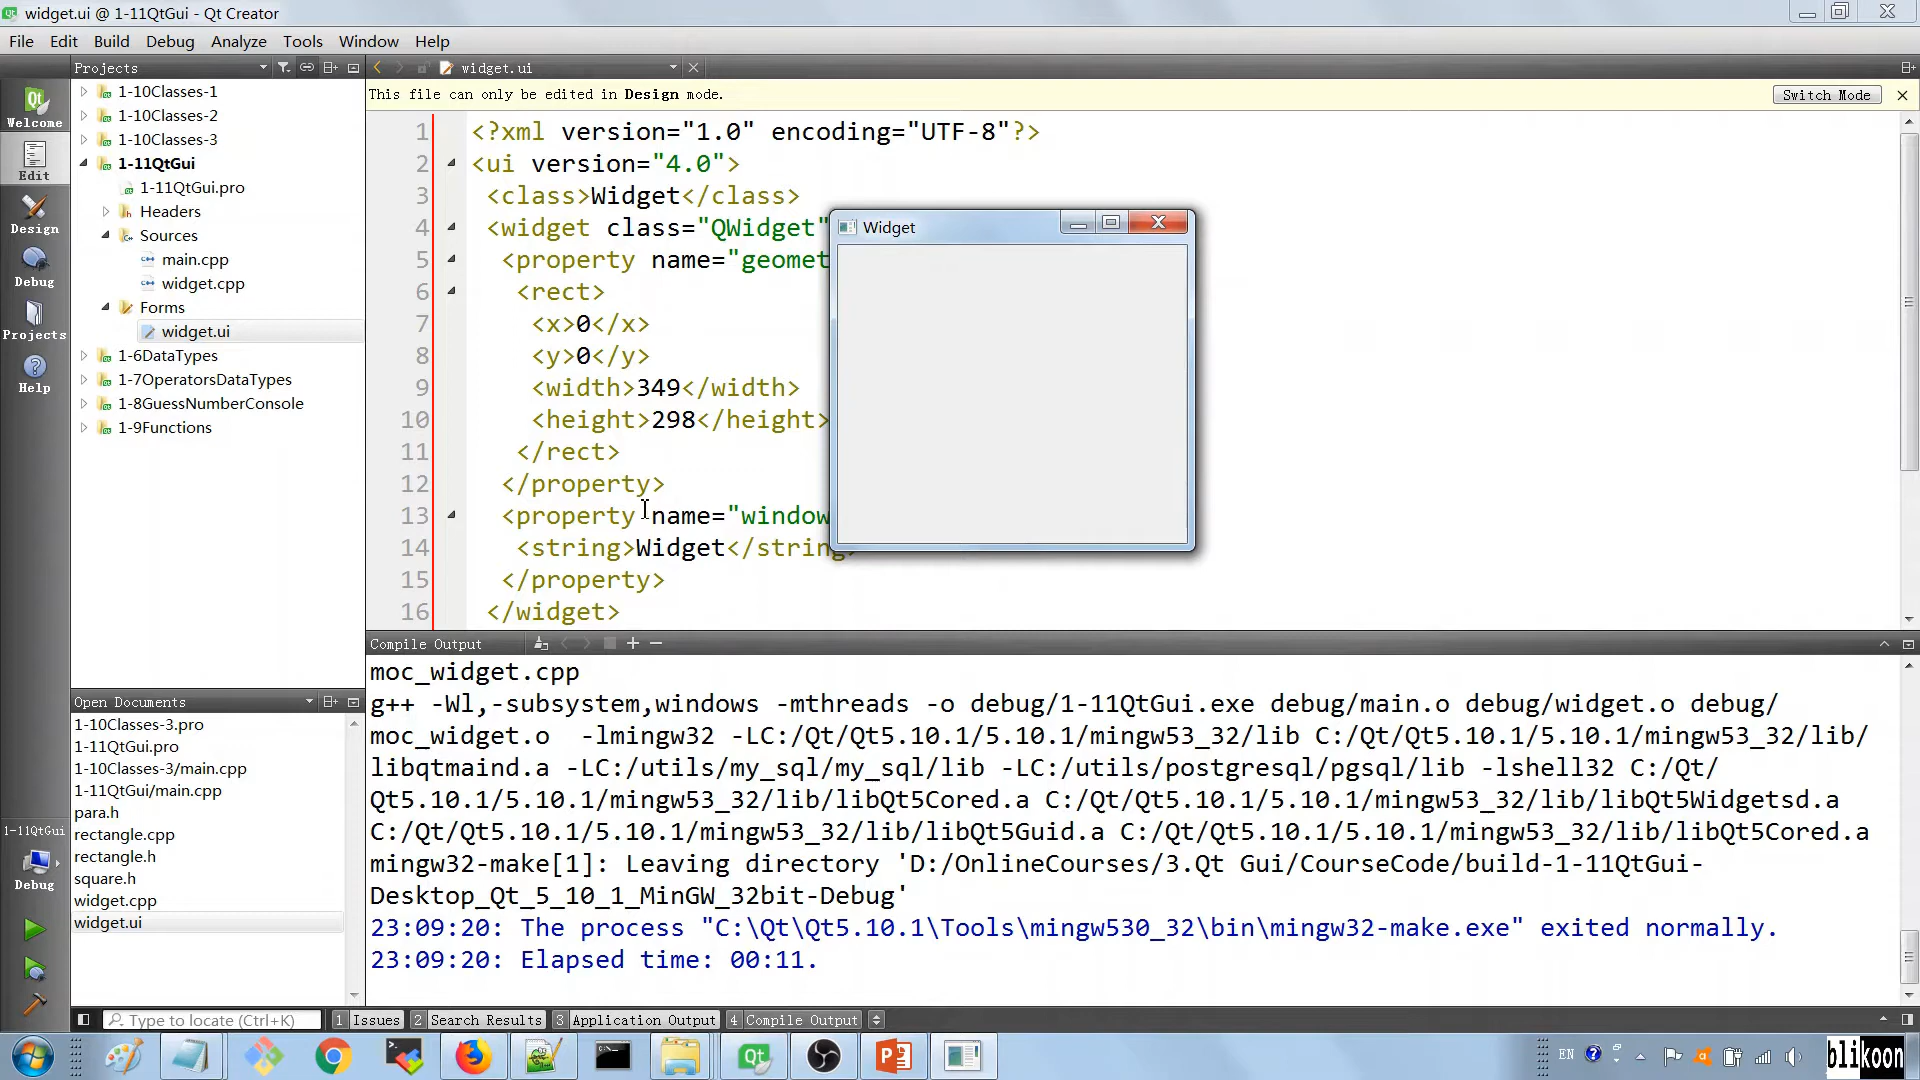 widget.ui @ 1-11QtGui - Qt Creator
File Edit Build Debug Analyze Tools Window Help
Projects
widget.ui
This file can only be edited in Design mode.
Switch Mode
Welcome
Edit
Design
Debug
Projects
Help
1-10Classes-1
1-10Classes-2
1-10Classes-3
1-11QtGui
1-11QtGui.pro
Headers
Sources
main.cpp
widget.cpp
Forms
widget.ui
1-6DataTypes
1-7OperatorsDataTypes
1-8GuessNumberConsole
1-9Functions
1 <?xml version="1.0" encoding="UTF-8"?>
2 <ui version="4.0">
3 <class>Widget</class>
4 <widget class="QWidget"
5 <property name="geomet
6 <rect>
7 <x>0</x>
8 <y>0</y>
9 <width>349</width>
10 <height>298</height>
11 </rect>
12 </property>
13 <property name="window
14 <string>Widget</string>
15 </property>
16 </widget>
Widget
Open Documents
1-10Classes-3.pro
1-11QtGui.pro
1-10Classes-3/main.cpp
1-11QtGui/main.cpp
para.h
rectangle.cpp
rectangle.h
square.h
widget.cpp
widget.ui
1-11QtGui
Debug
Compile Output
moc_widget.cpp
g++ -Wl,-subsystem,windows -mthreads -o debug/1-11QtGui.exe debug/main.o debug/widget.o debug/
moc_widget.o -lmingw32 -LC:/Qt/Qt5.10.1/5.10.1/mingw53_32/lib C:/Qt/Qt5.10.1/5.10.1/mingw53_32/lib/
libqtmaind.a -LC:/utils/my_sql/my_sql/lib -LC:/utils/postgresql/pgsql/lib -lshell32 C:/Qt/
Qt5.10.1/5.10.1/mingw53_32/lib/libQt5Cored.a C:/Qt/Qt5.10.1/5.10.1/mingw53_32/lib/libQt5Widgetsd.a
C:/Qt/Qt5.10.1/5.10.1/mingw53_32/lib/libQt5Guid.a C:/Qt/Qt5.10.1/5.10.1/mingw53_32/lib/libQt5Cored.a
mingw32-make[1]: Leaving directory 'D:/OnlineCourses/3.Qt Gui/CourseCode/build-1-11QtGui-
Desktop_Qt_5_10_1_MinGW_32bit-Debug'
23:09:20: The process "C:\Qt\Qt5.10.1\Tools\mingw530_32\bin\mingw32-make.exe" exited normally.
23:09:20: Elapsed time: 00:11.
Type to locate (Ctrl+K)
1 Issues 2 Search Results 3 Application Output 4 Compile Output
EN
blikoon